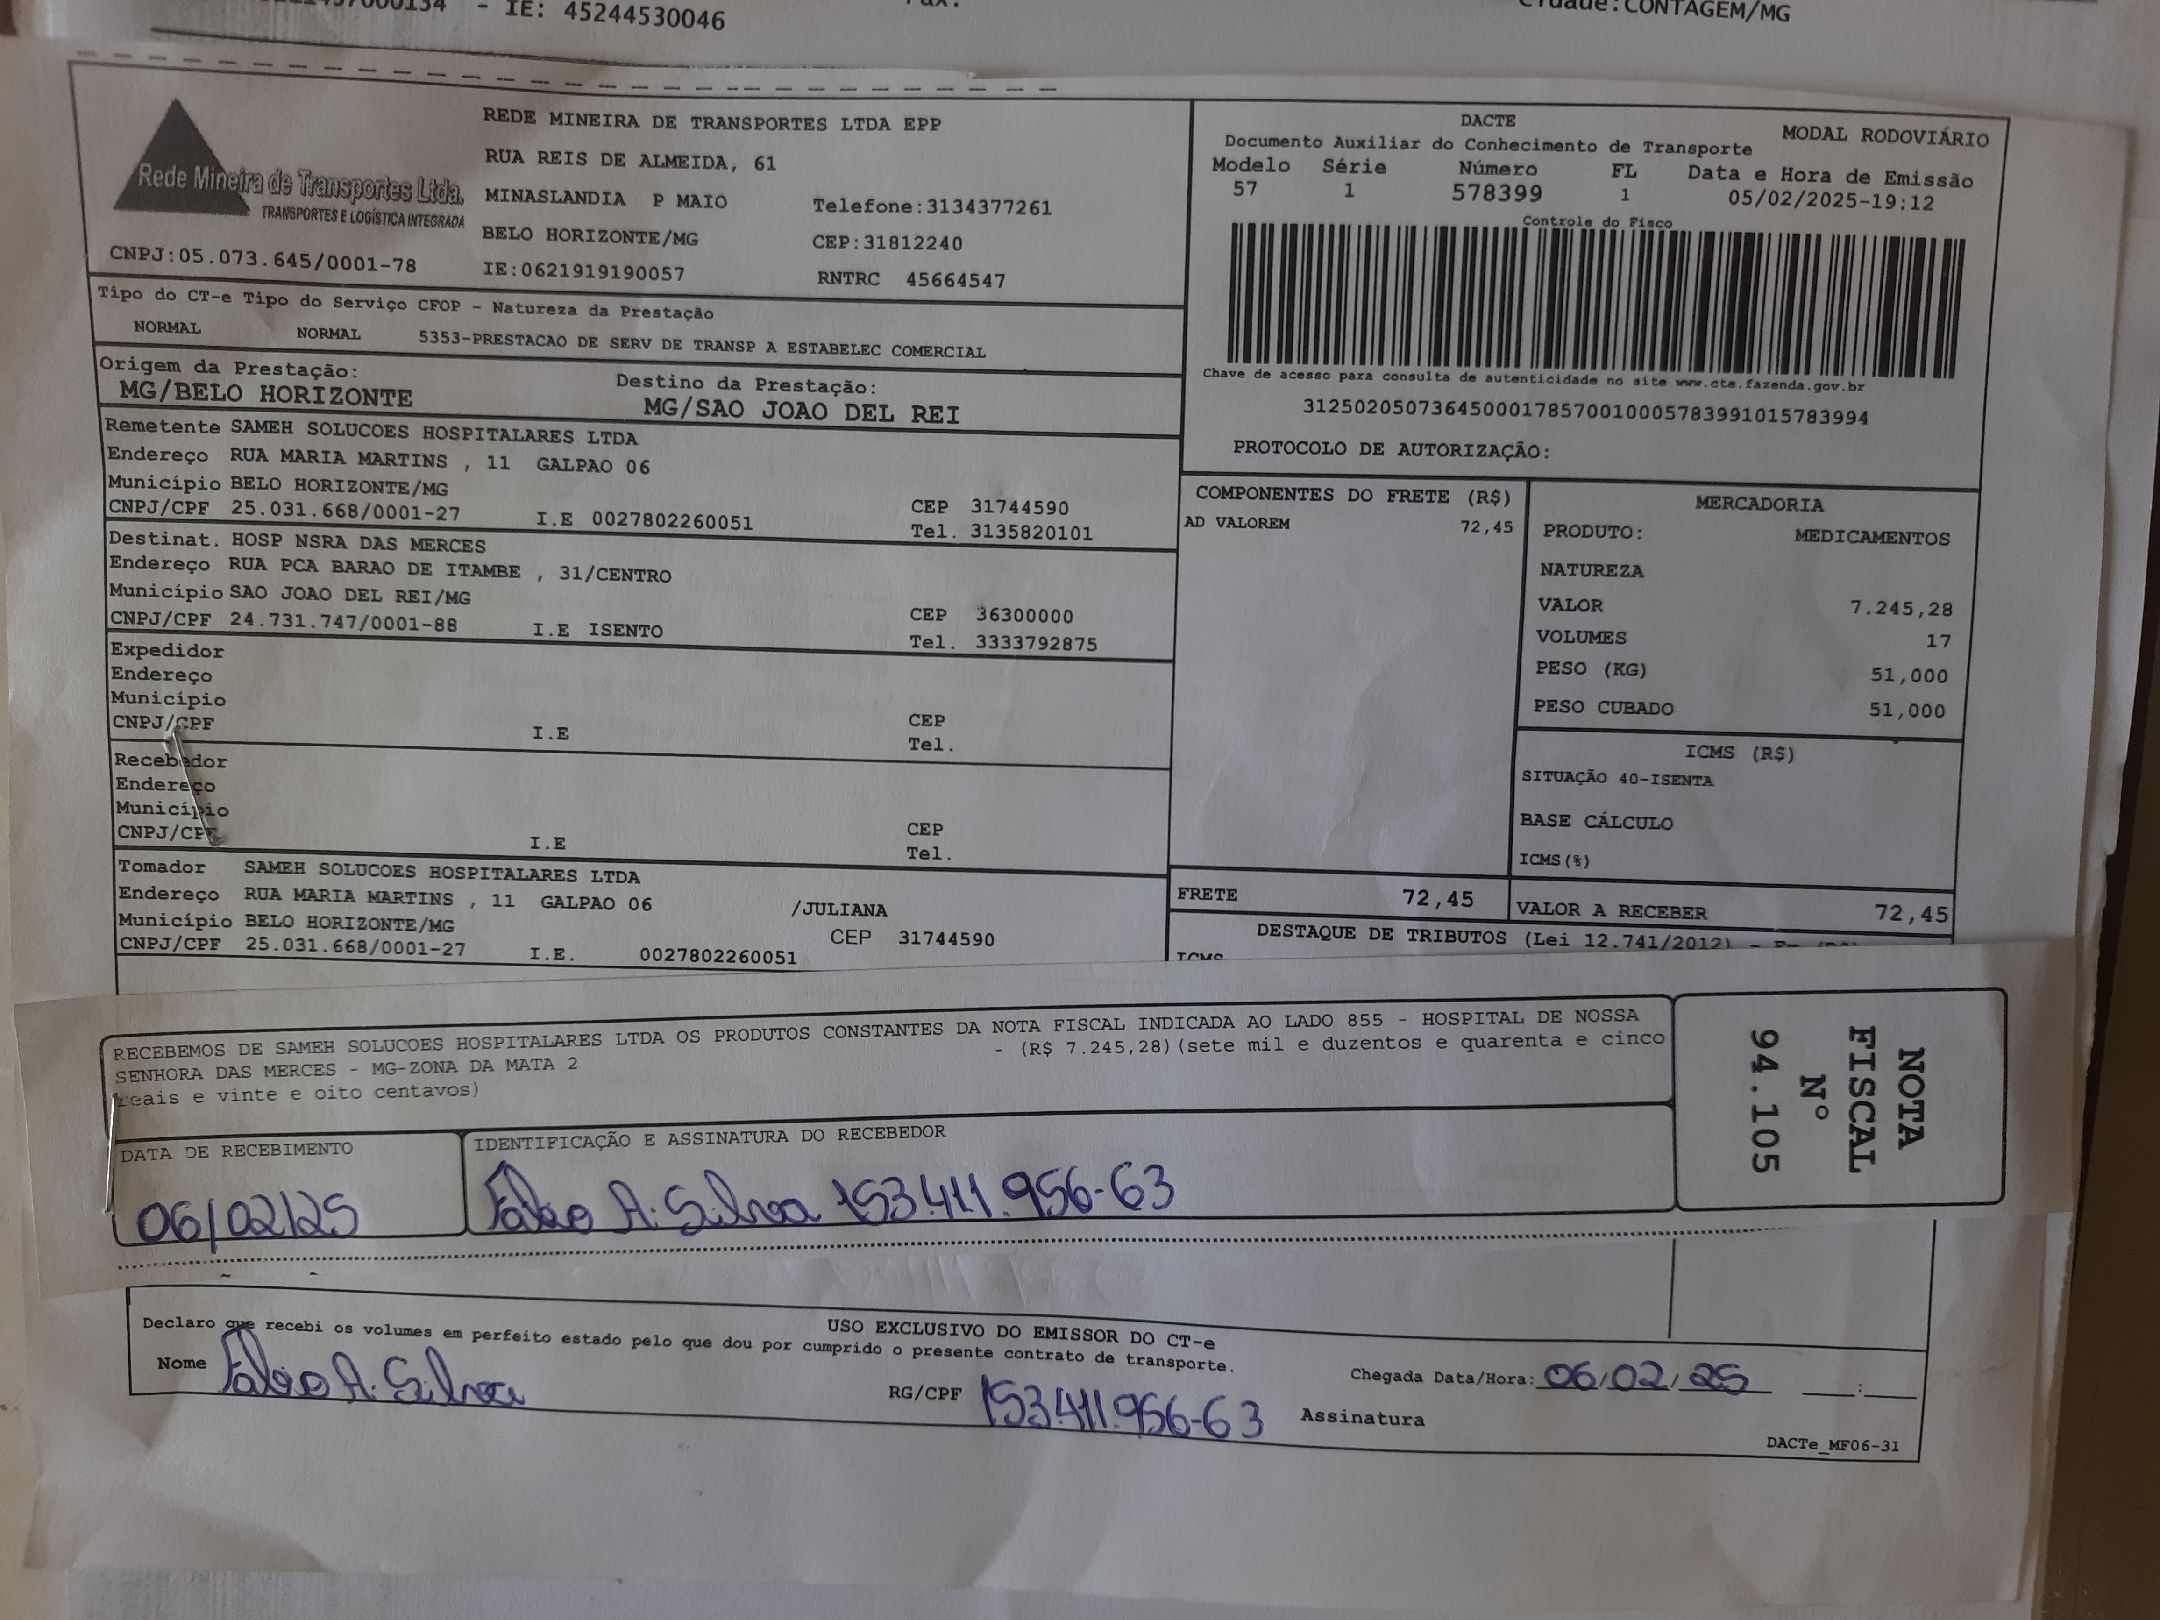 - IE: 45244530046
Cidade:CONTAGEM/MG
Rede Mineira de Transportes Ltda.
TRANSPORTES E LOGÍSTICA INTEGRADA
CNPJ:05.073.645/0001-78
REDE MINEIRA DE TRANSPORTES LTDA EPP
RUA REIS DE ALMEIDA, 61
MINASLANDIA P MAIO Telefone:3134377261
BELO HORIZONTE/MG CEP:31812240
IE:0621919190057 RNTRC 45664547
DACTE MODAL RODOVIÁRIO
Documento Auxiliar do Conhecimento de Transporte
Modelo Série Número FL Data e Hora de Emissão
57 1 578399 1 05/02/2025-19:12
Controle do Fisco
Chave de acesso para consulta de autenticidade no site www.cte.fazenda.gov.br
31250205073645000178570010005783991015783994
PROTOCOLO DE AUTORIZAÇÃO:
Tipo do CT-e Tipo do Serviço CFOP - Natureza da Prestação
NORMAL NORMAL 5353-PRESTACAO DE SERV DE TRANSP A ESTABELEC COMERCIAL
Origem da Prestação: Destino da Prestação:
MG/BELO HORIZONTE MG/SAO JOAO DEL REI
Remetente SAMEH SOLUCOES HOSPITALARES LTDA
Endereço RUA MARIA MARTINS , 11 GALPAO 06
Município BELO HORIZONTE/MG CEP 31744590
CNPJ/CPF 25.031.668/0001-27 I.E 0027802260051 Tel. 3135820101
Destinat. HOSP NSRA DAS MERCES
Endereço RUA PCA BARAO DE ITAMBE , 31/CENTRO
Município SAO JOAO DEL REI/MG CEP 36300000
CNPJ/CPF 24.731.747/0001-88 I.E ISENTO Tel. 3333792875
Expedidor
Endereço
Município CEP
CNPJ/CPF I.E Tel.
Recebedor
Endereço
Município CEP
CNPJ/CPF I.E Tel.
Tomador SAMEH SOLUCOES HOSPITALARES LTDA
Endereço RUA MARIA MARTINS , 11 GALPAO 06 /JULIANA
Município BELO HORIZONTE/MG CEP 31744590
CNPJ/CPF 25.031.668/0001-27 I.E. 0027802260051
COMPONENTES DO FRETE (R$)
AD VALOREM 72,45
MERCADORIA
PRODUTO: MEDICAMENTOS
NATUREZA
VALOR 7.245,28
VOLUMES 17
PESO (KG) 51,000
PESO CUBADO 51,000
ICMS (R$)
SITUAÇÃO 40-ISENTA
BASE CÁLCULO
ICMS(%)
FRETE 72,45 VALOR A RECEBER 72,45
DESTAQUE DE TRIBUTOS (Lei 12.741/2012)
ICMS
RECEBEMOS DE SAMEH SOLUCOES HOSPITALARES LTDA OS PRODUTOS CONSTANTES DA NOTA FISCAL INDICADA AO LADO 855 - HOSPITAL DE NOSSA
SENHORA DAS MERCES - MG-ZONA DA MATA 2 - (R$ 7.245,28)(sete mil e duzentos e quarenta e cinco
reais e vinte e oito centavos)
DATA DE RECEBIMENTO IDENTIFICAÇÃO E ASSINATURA DO RECEBEDOR
06/02/25 Fábio A. Silva 153.411.956-63
NOTA
FISCAL
Nº
94.105
USO EXCLUSIVO DO EMISSOR DO CT-e
Declaro que recebi os volumes em perfeito estado pelo que dou por cumprido o presente contrato de transporte.
Nome Fábio A. Silva RG/CPF 153.411.956-63 Chegada Data/Hora: 06/02/25 __:__
Assinatura
DACTe_MF06-31